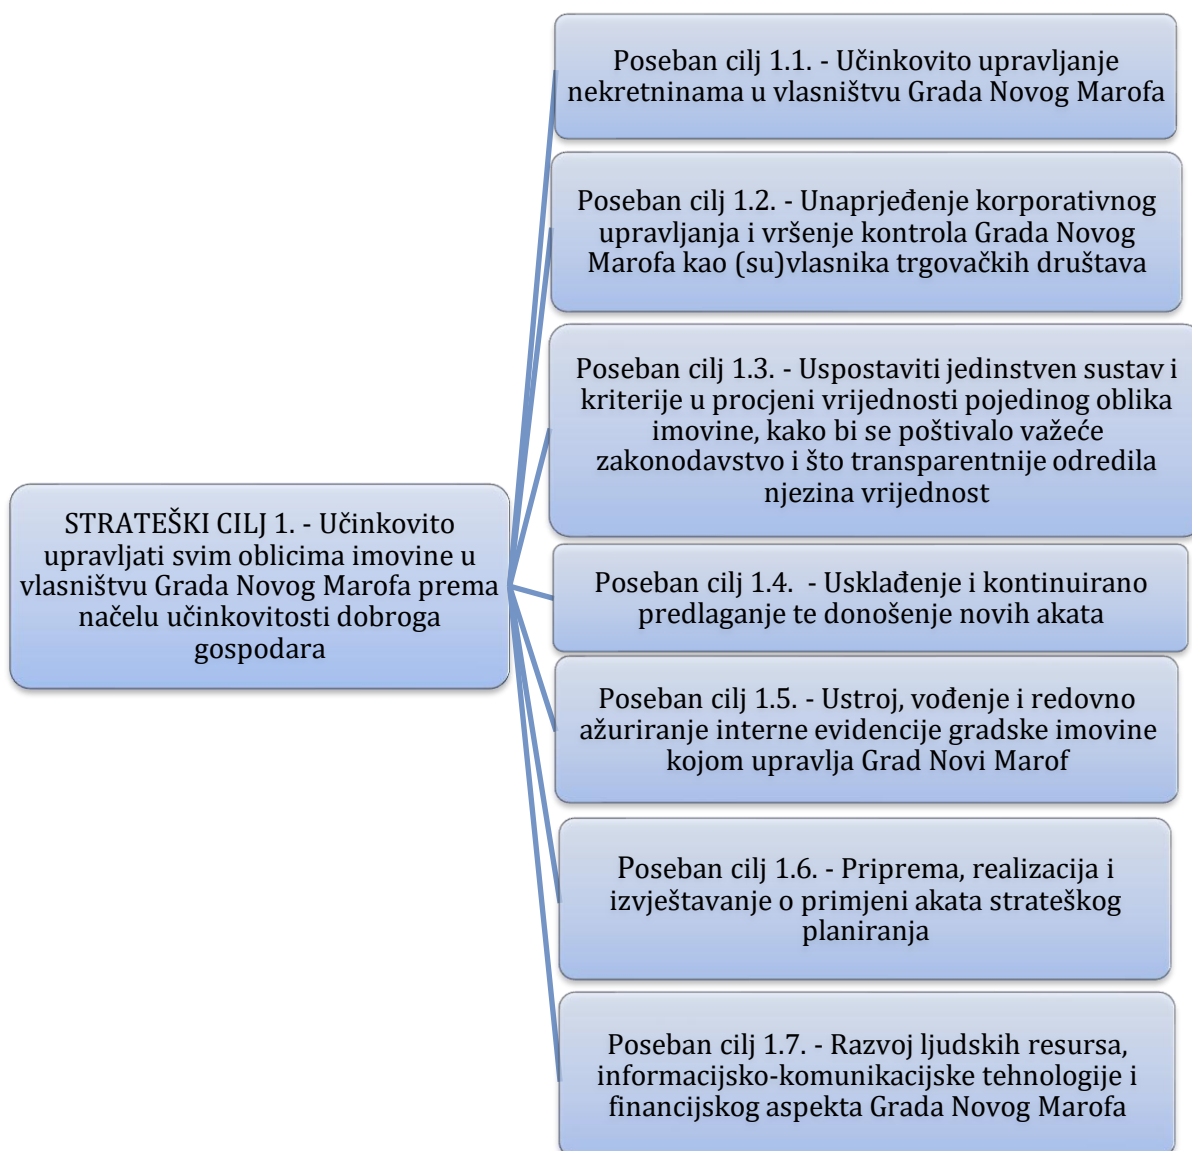 STRATEŠKI CILJ 1. - Učinkovito
upravljati svim oblicima imovine u
vlasništvu Grada Novog Marofa prema
načelu učinkovitosti dobroga
gospodara
Poseban cilj 1.1. - Učinkovito upravljanje
nekretninama u vlasništvu Grada Novog Marofa
Poseban cilj 1.2. - Unaprjeđenje korporativnog
upravljanja i vršenje kontrola Grada Novog
Marofa kao (su)vlasnika trgovačkih društava
Poseban cilj 1.3. - Uspostaviti jedinstven sustav i
kriterije u procjeni vrijednosti pojedinog oblika
imovine, kako bi se poštivalo važeće
zakonodavstvo i što transparentnije odredila
njezina vrijednost
Poseban cilj 1.4.  - Usklađenje i kontinuirano
predlaganje te donošenje novih akata
Poseban cilj 1.5. - Ustroj, vođenje i redovno
ažuriranje interne evidencije gradske imovine
kojom upravlja Grad Novi Marof
Poseban cilj 1.6. - Priprema, realizacija i
izvještavanje o primjeni akata strateškog
planiranja
Poseban cilj 1.7. - Razvoj ljudskih resursa,
informacijsko-komunikacijske tehnologije i
financijskog aspekta Grada Novog Marofa